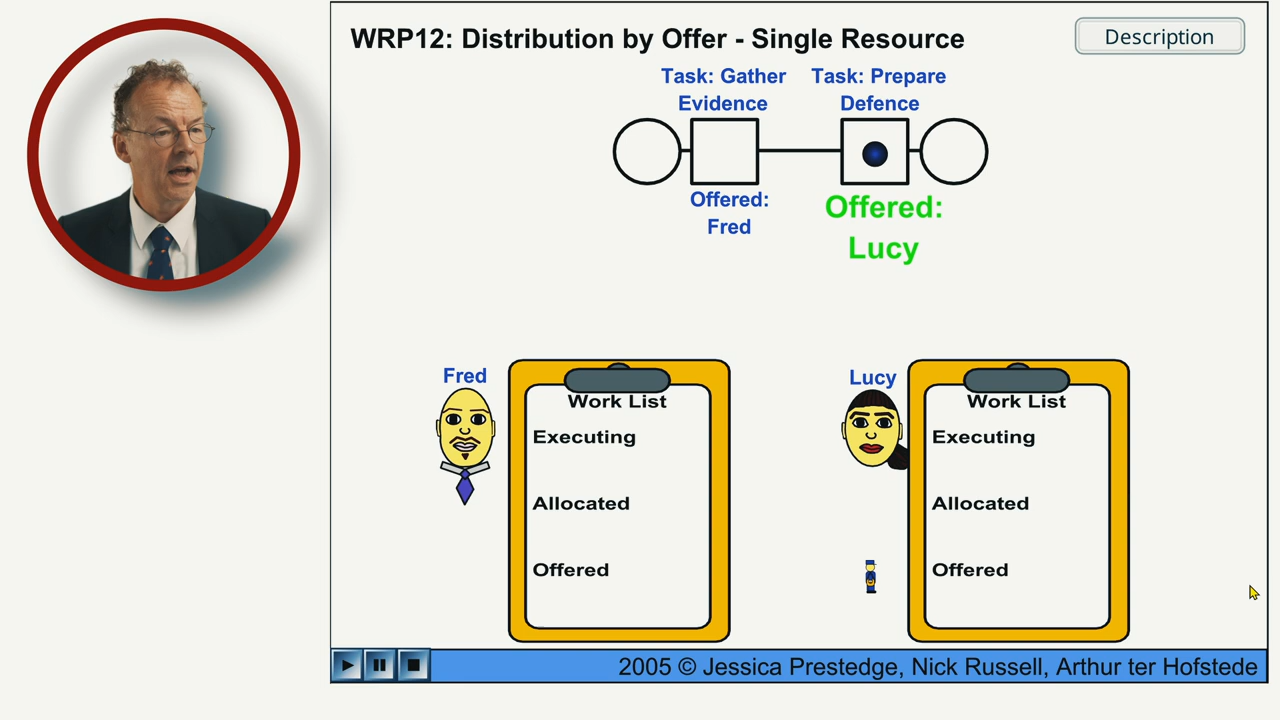 WRP12: Distribution by Offer - Single Resource
Description
Task: Gather
Evidence
Task: Prepare
Defence
Offered:
Fred
Offered:
Lucy
Fred
Work List
Executing
Allocated
Offered
Lucy
Work List
Executing
Allocated
Offered
2005 © Jessica Prestedge, Nick Russell, Arthur ter Hofstede